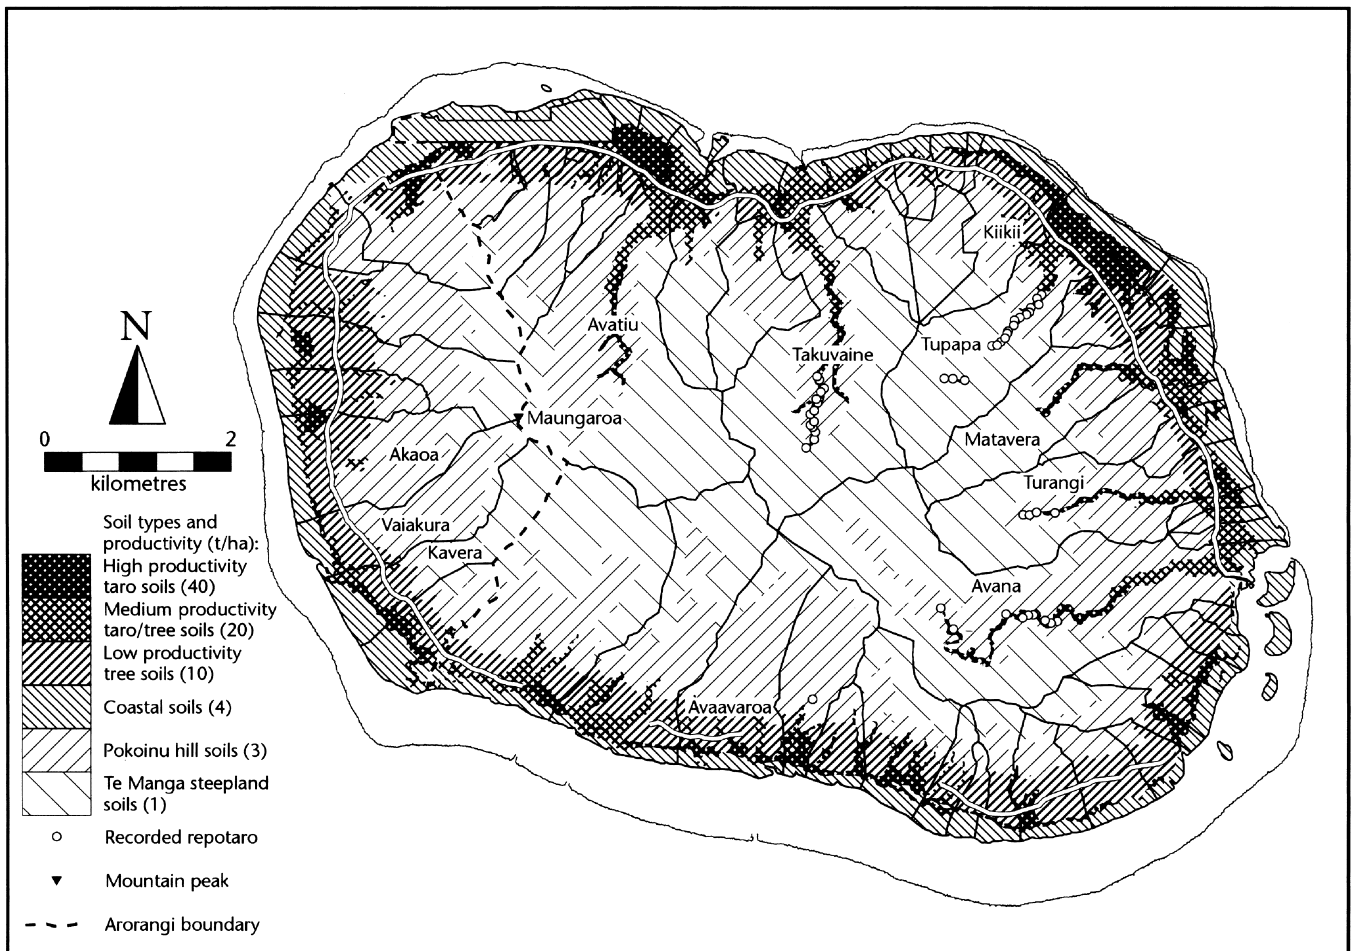 Kiikii
Avatiu
Tupapa
Takuvaine
N
Maungaroa
0 2
kilometres
Matavera
Akaoa
Turangi
Vaiakura
Kavera
Avana
Avaavaroa
Soil types and
productivity (t/ha):
High productivity
taro soils (40)
Medium productivity
taro/tree soils (20)
Low productivity
tree soils (10)
Coastal soils (4)
Pokoinu hill soils (3)
Te Manga steepland
soils (1)
Recorded repotaro
Mountain peak
Arorangi boundary